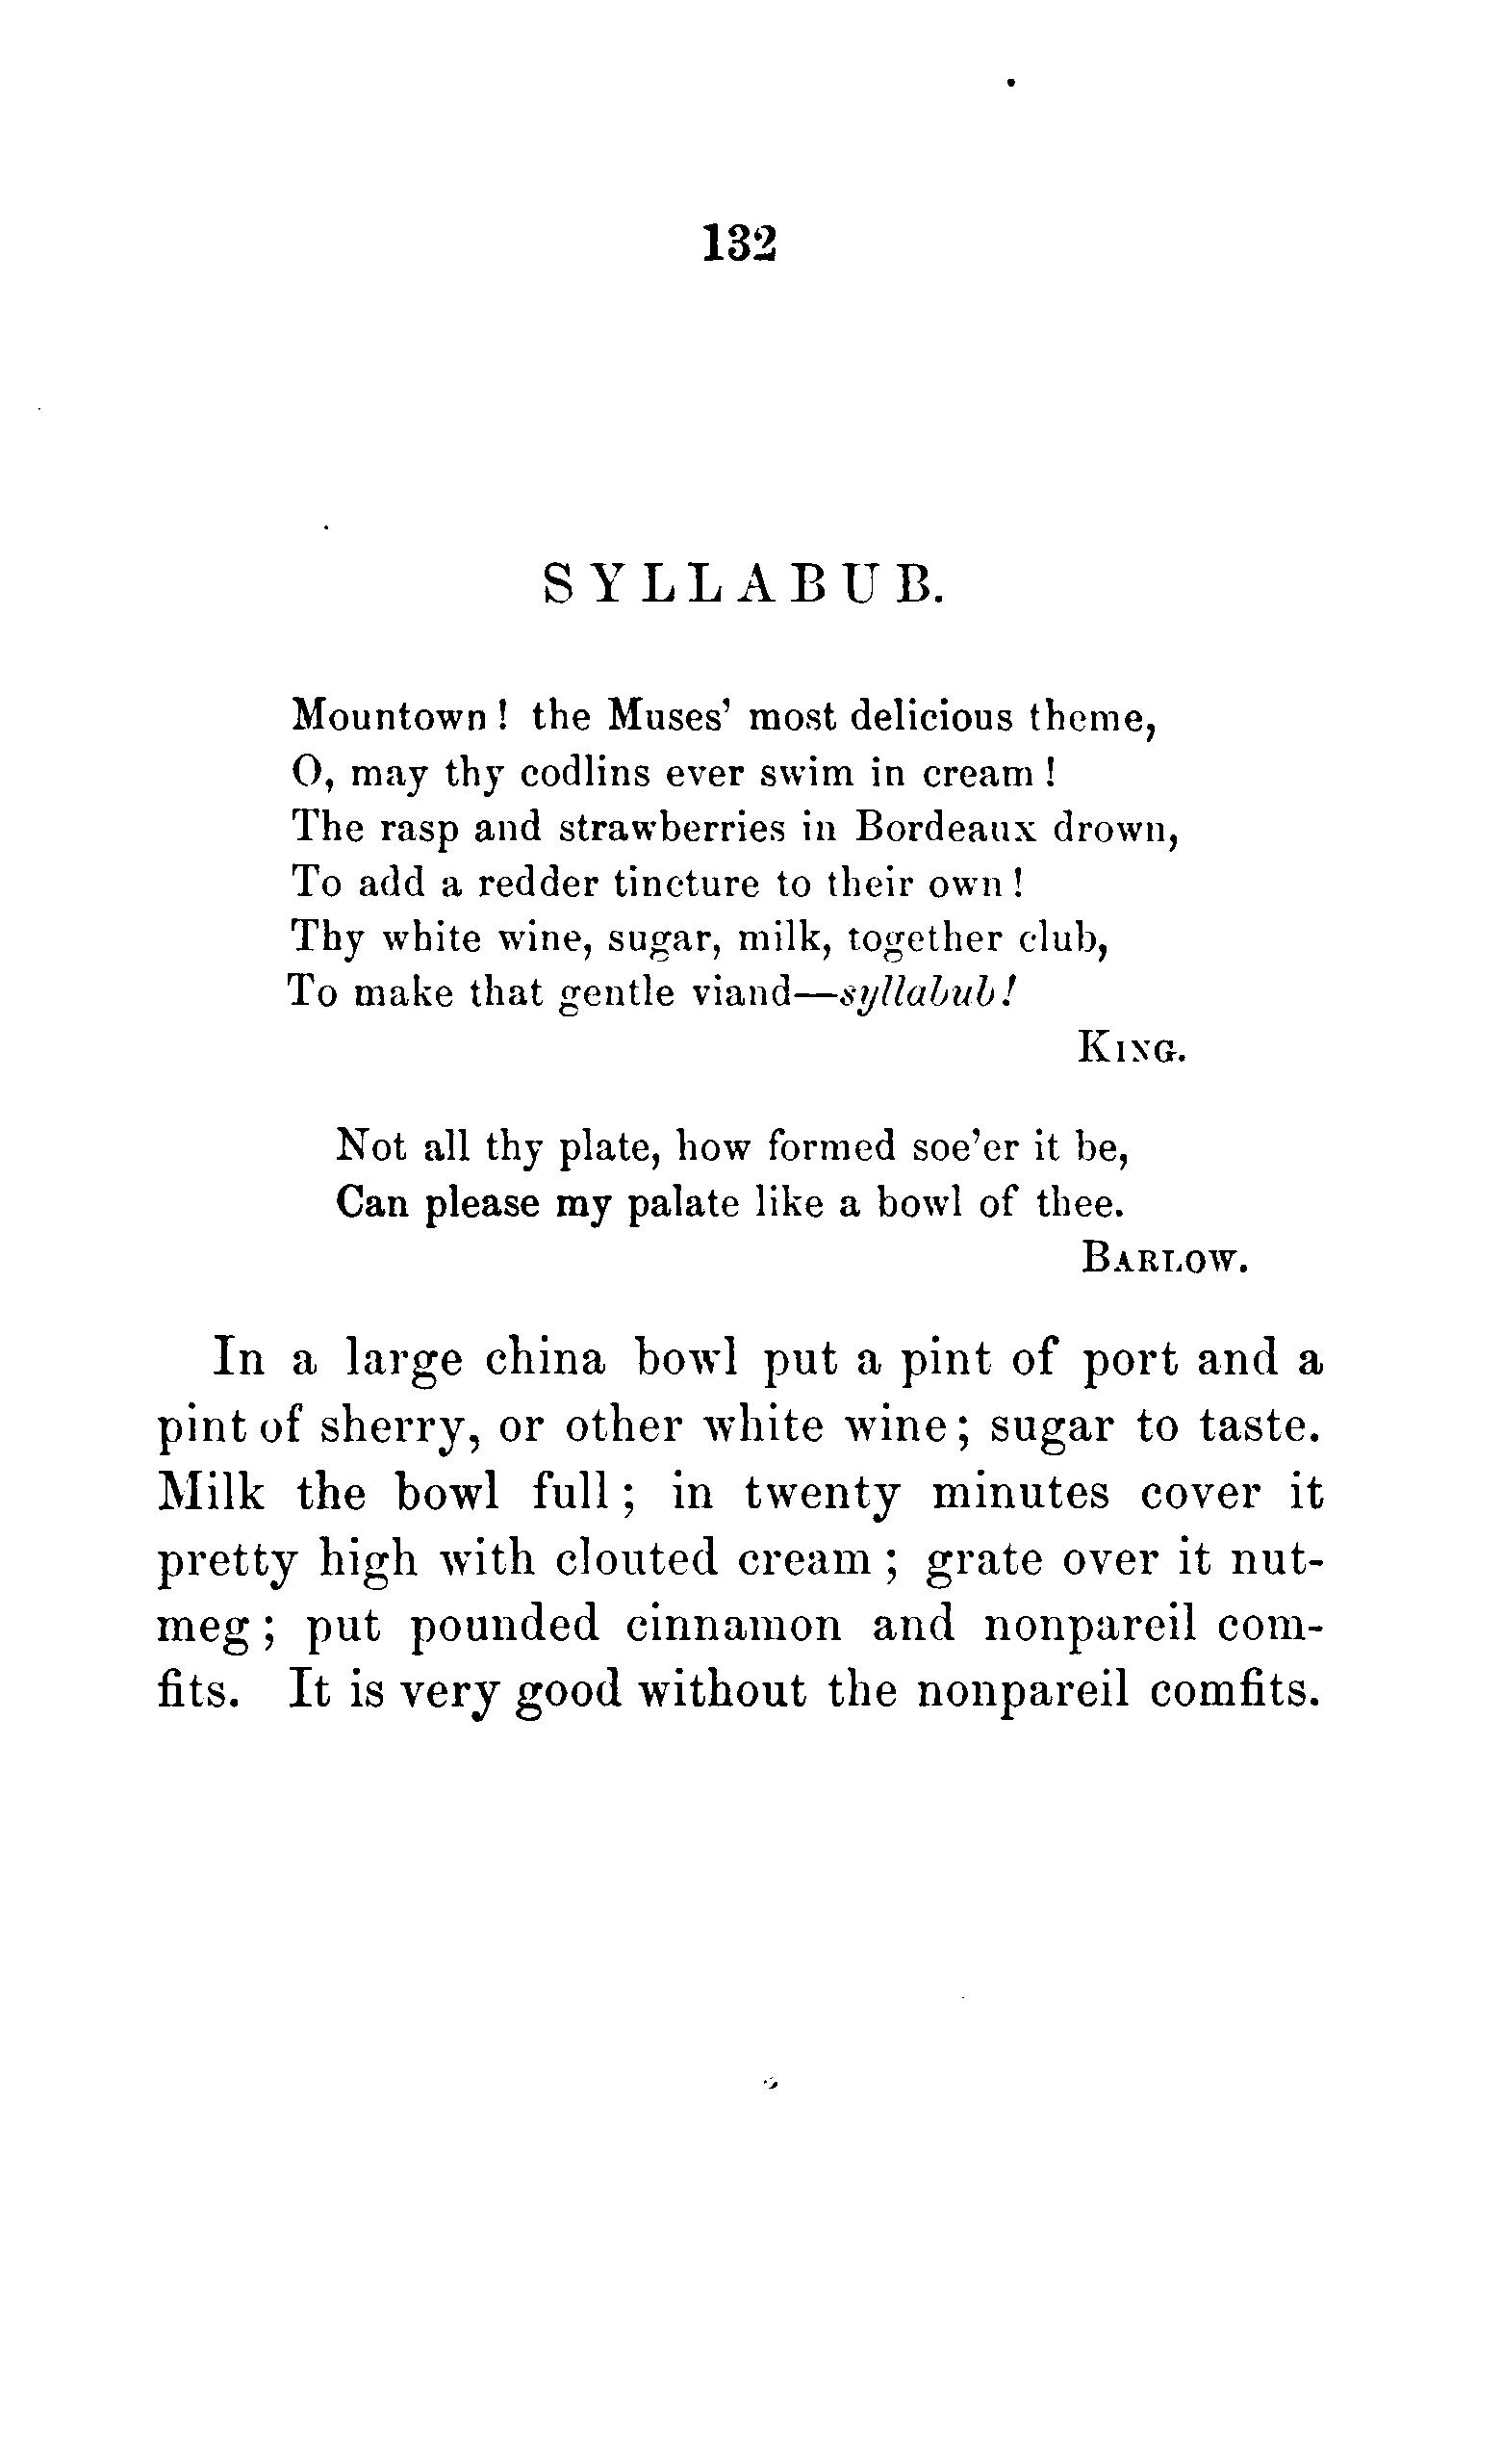 132
SYLLABUB.
Mountown! the Muses' most delicious theme,
O, may thy codlins ever swim in cream!
The rasp and strawberries in Bordeaux drown,
To add a redder tincture to their own!
Thy white wine, sugar, milk, together club,
To make that gentle viand—syllabub!
KING.
Not all thy plate, how formed soe'er it be,
Can please my palate like a bowl of thee.
BARLOW.
In a large china bowl put a pint of port and a
pint of sherry, or other white wine; sugar to taste.
Milk the bowl full; in twenty minutes cover it
pretty high with clouted cream; grate over it nut-
meg; put pounded cinnamon and nonpareil com-
fits. It is very good without the nonpareil comfits.